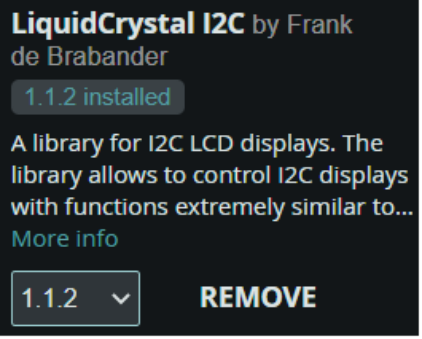 LiquidCrystal I2C by Frank
de Brabander
1.1.2 installed
A library for I2C LCD displays. The
library allows to control I2C displays
with functions extremely similar to...
More info
1.1.2
REMOVE